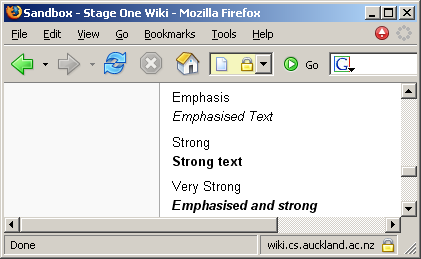 Sandbox - Stage One Wiki - Mozilla Firefox
File Edit View Go Bookmarks Tools Help
Go G
Emphasis
Emphasised Text
Strong
Strong text
Very Strong
Emphasised and strong
Done wiki.cs.auckland.ac.nz